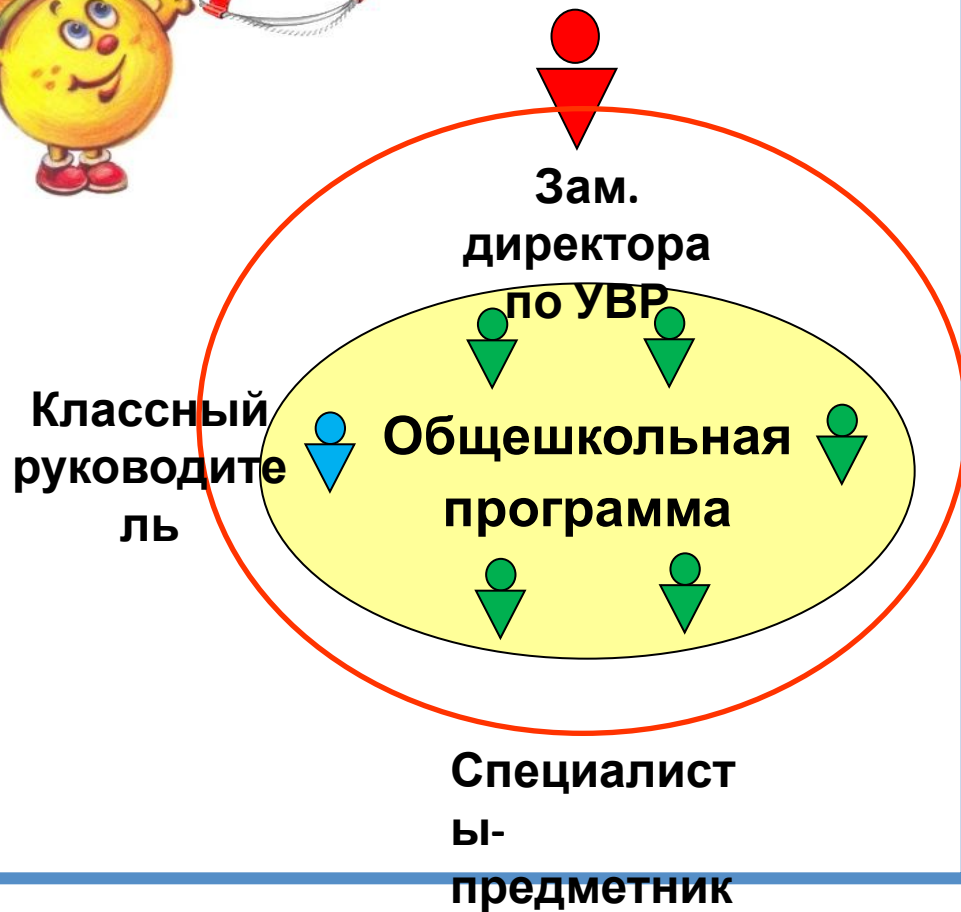 Зам.
директора
по УВР
Классный
руководите
ль
Общешкольная
программа
Специалист
ы-
предметник